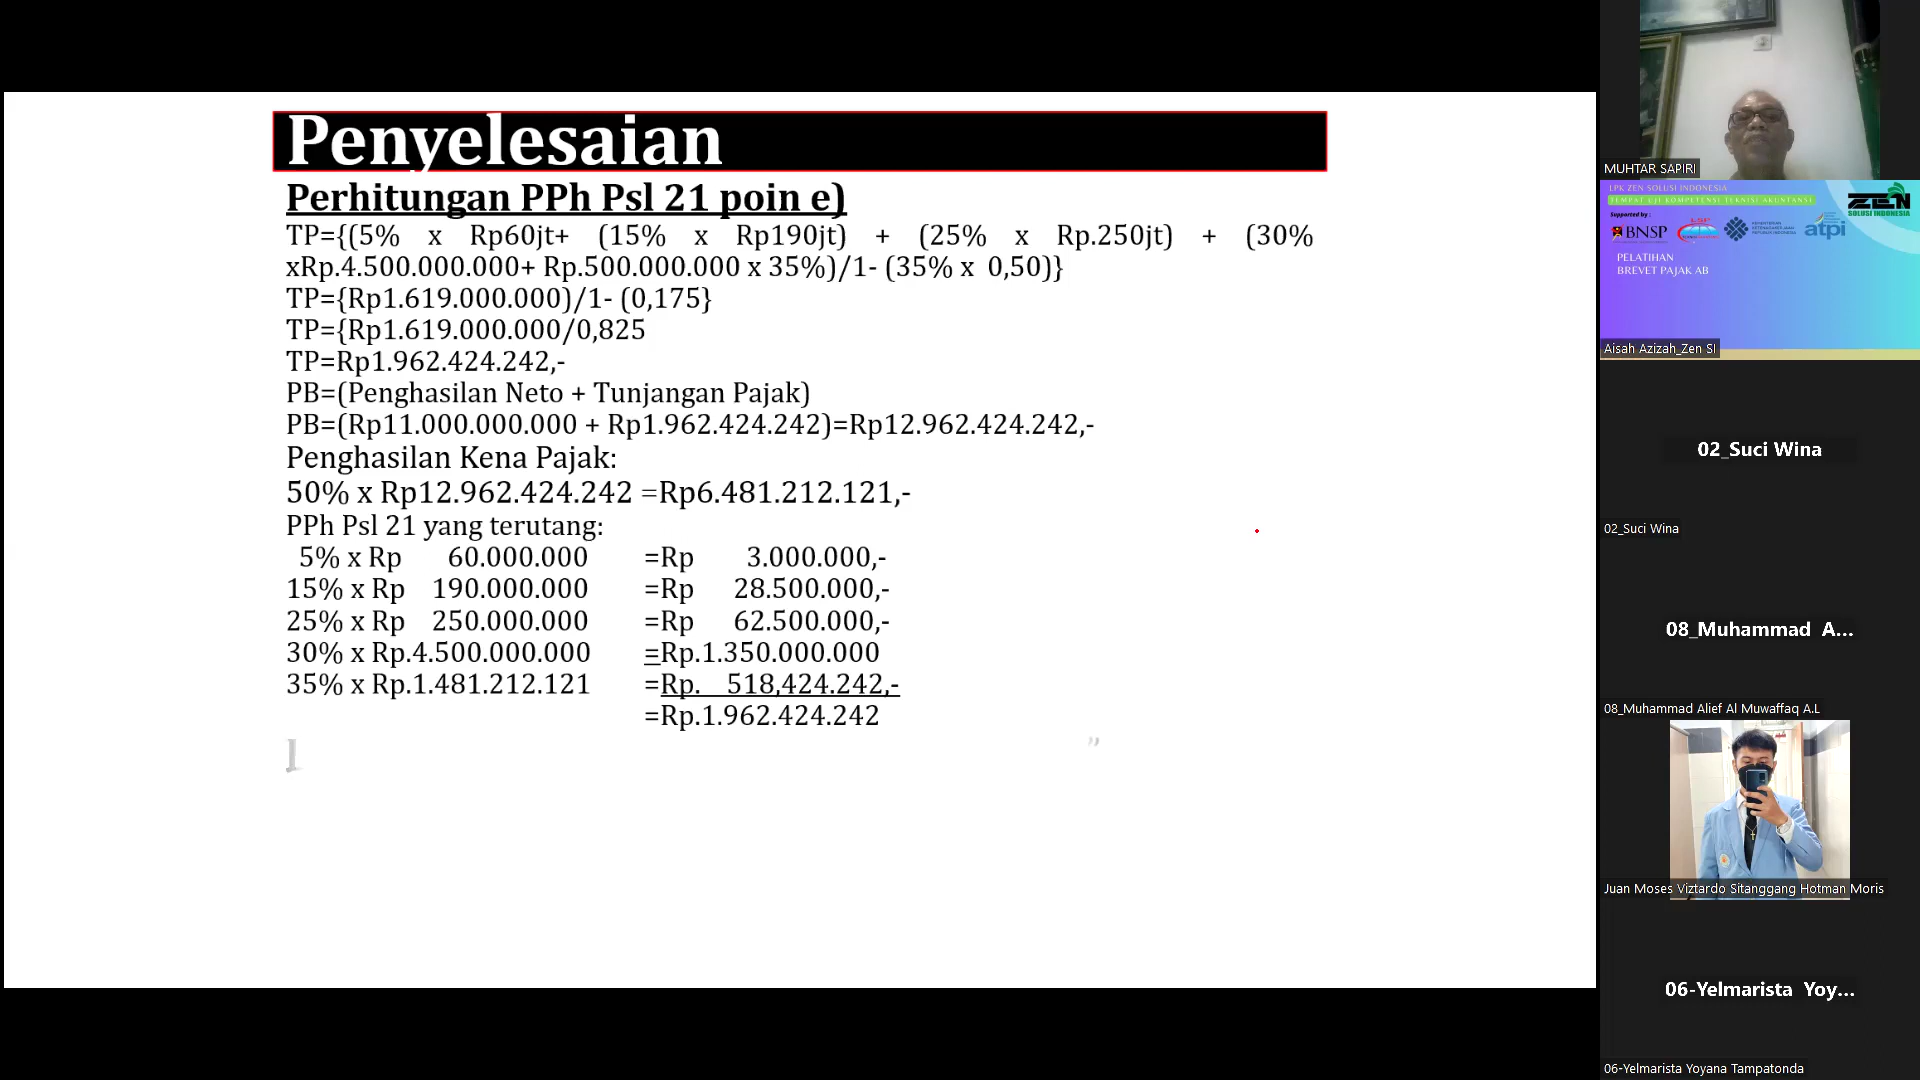 Penyelesaian
Perhitungan PPh Psl 21 poin e)
TP={(5% x Rp60jt+ (15% x Rp190jt) + (25% x Rp.250jt) + (30%
xRp.4.500.000.000+ Rp.500.000.000 x 35%)/1- (35% x 0,50)}
TP={Rp1.619.000.000)/1- (0,175}
TP={Rp1.619.000.000/0,825
TP=Rp1.962.424.242,-
PB=(Penghasilan Neto + Tunjangan Pajak)
PB=(Rp11.000.000.000 + Rp1.962.424.242)=Rp12.962.424.242,-
Penghasilan Kena Pajak:
50% x Rp12.962.424.242 =Rp6.481.212.121,-
PPh Psl 21 yang terutang:
5% x Rp 60.000.000 =Rp 3.000.000,-
15% x Rp 190.000.000 =Rp 28.500.000,-
25% x Rp 250.000.000 =Rp 62.500.000,-
30% x Rp.4.500.000.000 =Rp.1.350.000.000
35% x Rp.1.481.212.121 =Rp. 518,424.242,-
=Rp.1.962.424.242
MUHTAR SAPIRI
LPK ZEN SOLUSI INDONESIA
TEMPAT UJI KOMPETENSI TEKNISI AKUNTANSI
Supported by :
ZEN
SOLUSI INDONESIA
BNSP
atpi
PELATIHAN
BREVET PAJAK AB
Aisah Azizah_Zen SI
02_Suci Wina
02_Suci Wina
08_Muhammad A...
08_Muhammad Alief Al Muwaffaq A.L
Juan Moses Viztardo Sitanggang Hotman Moris
06-Yelmarista Yoy...
06-Yelmarista Yoyana Tampatonda